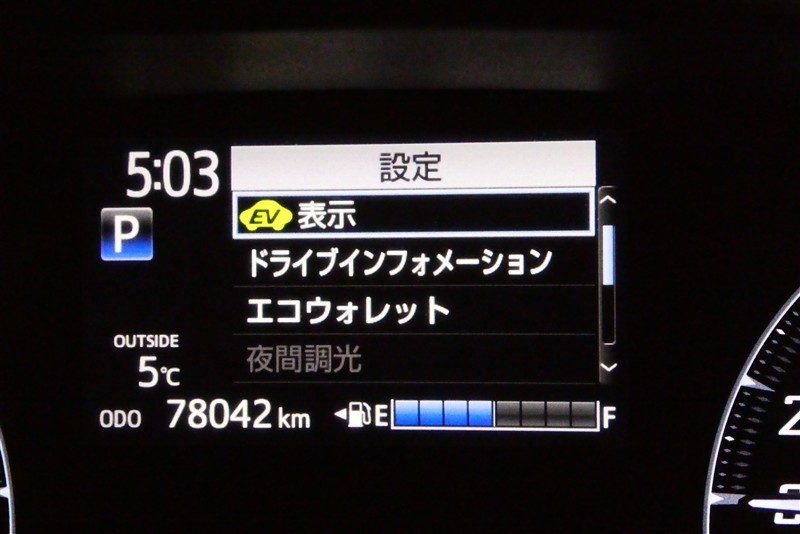 5:03
設定
EV 表示
P
ドライブインフォメーション
エコウォレット
OUTSIDE
5℃
夜間調光
ODO 78042 km
E F
2